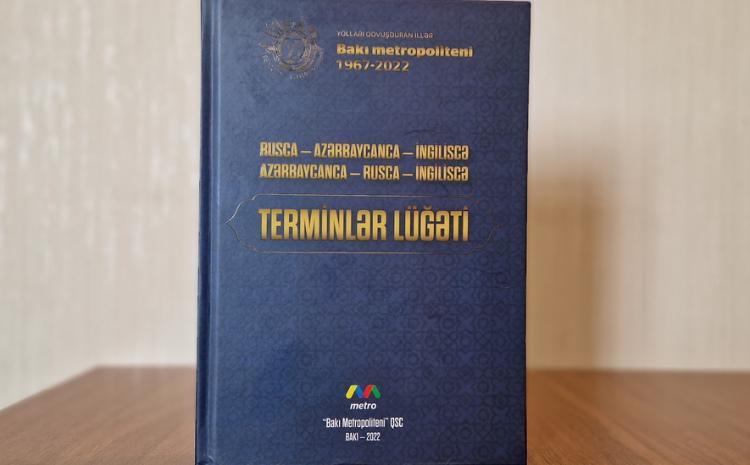 YOLLARI QOVUŞDURAN İLLƏR
Bakı metropoliteni
1967-2022
RUSCA – AZƏRBAYCANCA – İNGİLİSCƏ
AZƏRBAYCANCA – RUSCA – İNGİLİSCƏ
TERMİNLƏR LÜĞƏTİ
metro
"Bakı Metropoliteni" QSC
BAKI – 2022